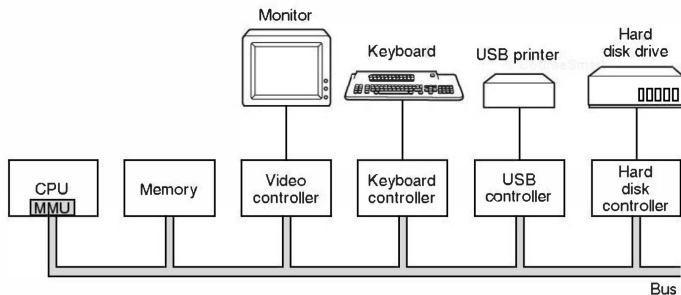 Monitor
Keyboard
USB printer
Hard
disk drive
CPU
MMU
Memory
Video
controller
Keyboard
controller
USB
controller
Hard
disk
controller
Bus